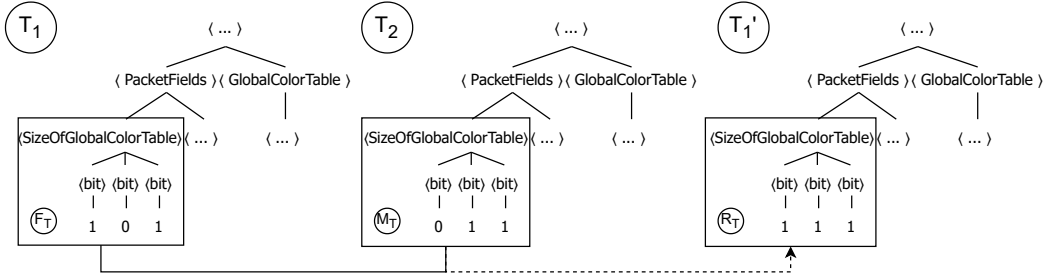 T1 ⟨ ... ⟩ T2 ⟨ ... ⟩ T1' ⟨ ... ⟩
⟨ PacketFields ⟩⟨ GlobalColorTable ⟩ ⟨ PacketFields ⟩⟨ GlobalColorTable ⟩ ⟨ PacketFields ⟩⟨ GlobalColorTable ⟩
⟨SizeOfGlobalColorTable⟩⟨ ... ⟩ ⟨ ... ⟩ ⟨SizeOfGlobalColorTable⟩⟨ ... ⟩ ⟨ ... ⟩ ⟨SizeOfGlobalColorTable⟩⟨ ... ⟩ ⟨ ... ⟩
⟨bit⟩ ⟨bit⟩ ⟨bit⟩ ⟨bit⟩ ⟨bit⟩ ⟨bit⟩ ⟨bit⟩ ⟨bit⟩ ⟨bit⟩
FT 1 0 1 MT 0 1 1 RT 1 1 1